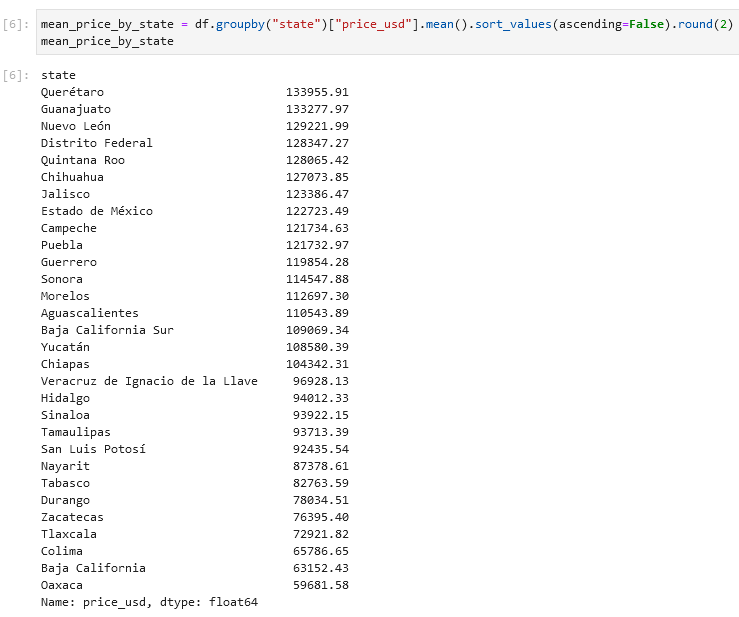 [6]: mean_price_by_state = df.groupby("state")["price_usd"].mean().sort_values(ascending=False).round(2)
mean_price_by_state
[6]: state
Querétaro 133955.91
Guanajuato 133277.97
Nuevo León 129221.99
Distrito Federal 128347.27
Quintana Roo 128065.42
Chihuahua 127073.85
Jalisco 123386.47
Estado de México 122723.49
Campeche 121734.63
Puebla 121732.97
Guerrero 119854.28
Sonora 114547.88
Morelos 112697.30
Aguascalientes 110543.89
Baja California Sur 109069.34
Yucatán 108580.39
Chiapas 104342.31
Veracruz de Ignacio de la Llave 96928.13
Hidalgo 94012.33
Sinaloa 93922.15
Tamaulipas 93713.39
San Luis Potosí 92435.54
Nayarit 87378.61
Tabasco 82763.59
Durango 78034.51
Zacatecas 76395.40
Tlaxcala 72921.82
Colima 65786.65
Baja California 63152.43
Oaxaca 59681.58
Name: price_usd, dtype: float64